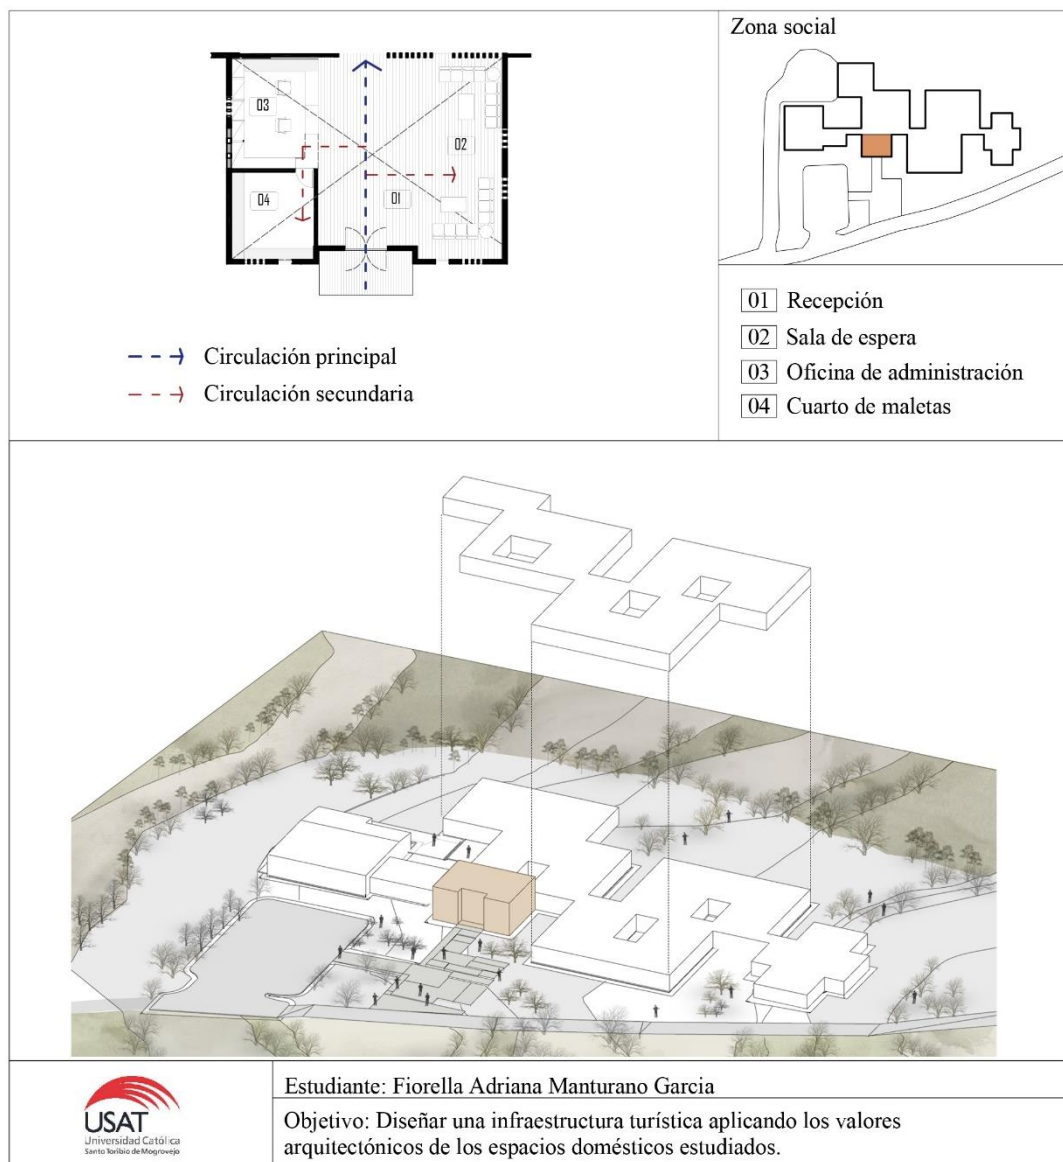 03
02
04
01
Circulación principal
Circulación secundaria
Zona social
01 Recepción
02 Sala de espera
03 Oficina de administración
04 Cuarto de maletas
USAT
Universidad Católica
Santo Toribio de Mogrovejo
Estudiante: Fiorella Adriana Manturano Garcia
Objetivo: Diseñar una infraestructura turística aplicando los valores
arquitectónicos de los espacios domésticos estudiados.